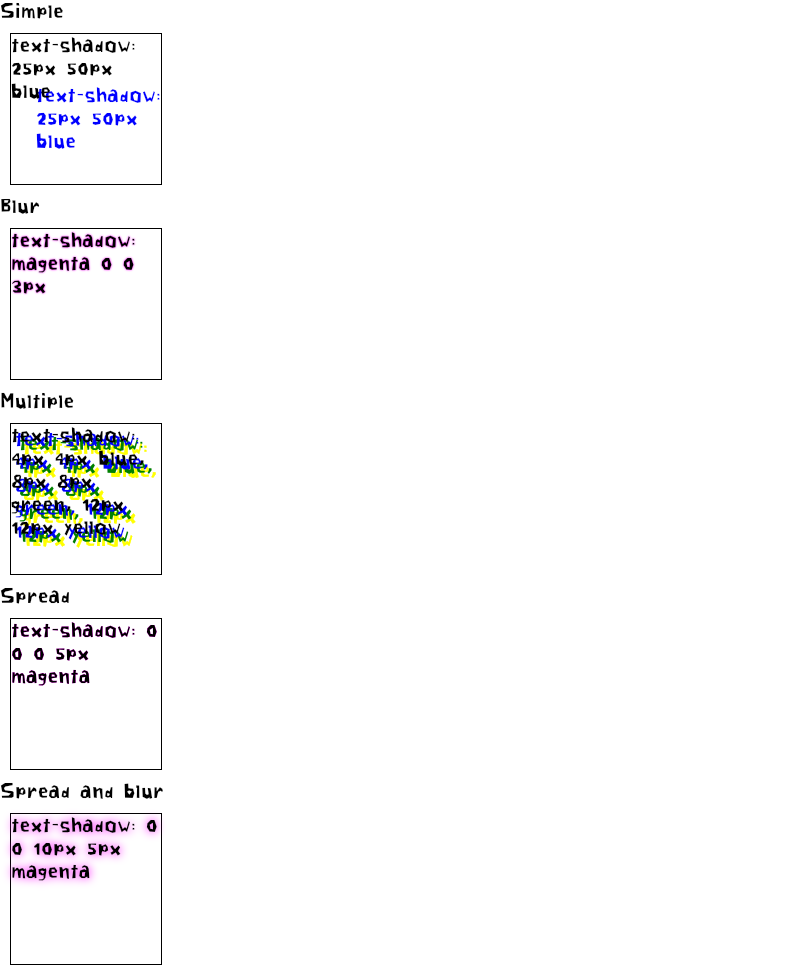 Simple
text-shadow:
25px 50px
blue
text-shadow:
25px 50px
blue
Blur
text-shadow:
magenta 0 0
3px
Multiple
text-shadow:
4px 4px blue,
8px 8px
green, 12px
12px yellow
Spread
text-shadow: 0
0 0 5px
magenta
Spread and blur
text-shadow: 0
0 10px 5px
magenta